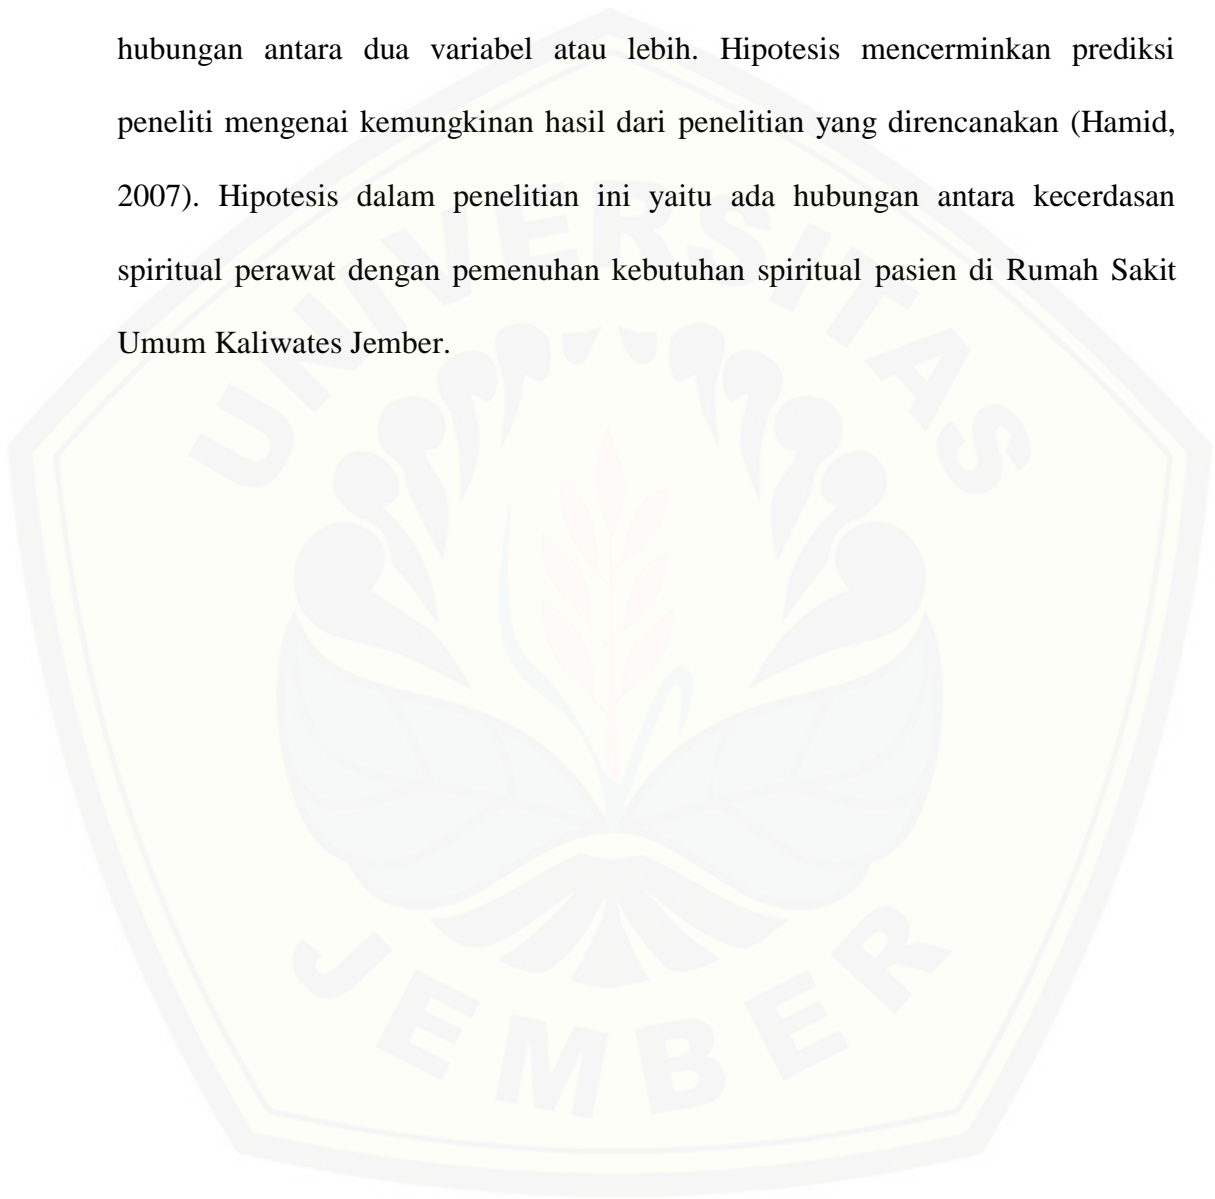 hubungan antara dua variabel atau lebih. Hipotesis mencerminkan prediksi
peneliti mengenai kemungkinan hasil dari penelitian yang direncanakan (Hamid,
2007). Hipotesis dalam penelitian ini yaitu ada hubungan antara kecerdasan
spiritual perawat dengan pemenuhan kebutuhan spiritual pasien di Rumah Sakit
Umum Kaliwates Jember.
UNIVERSITAS
JEMBER